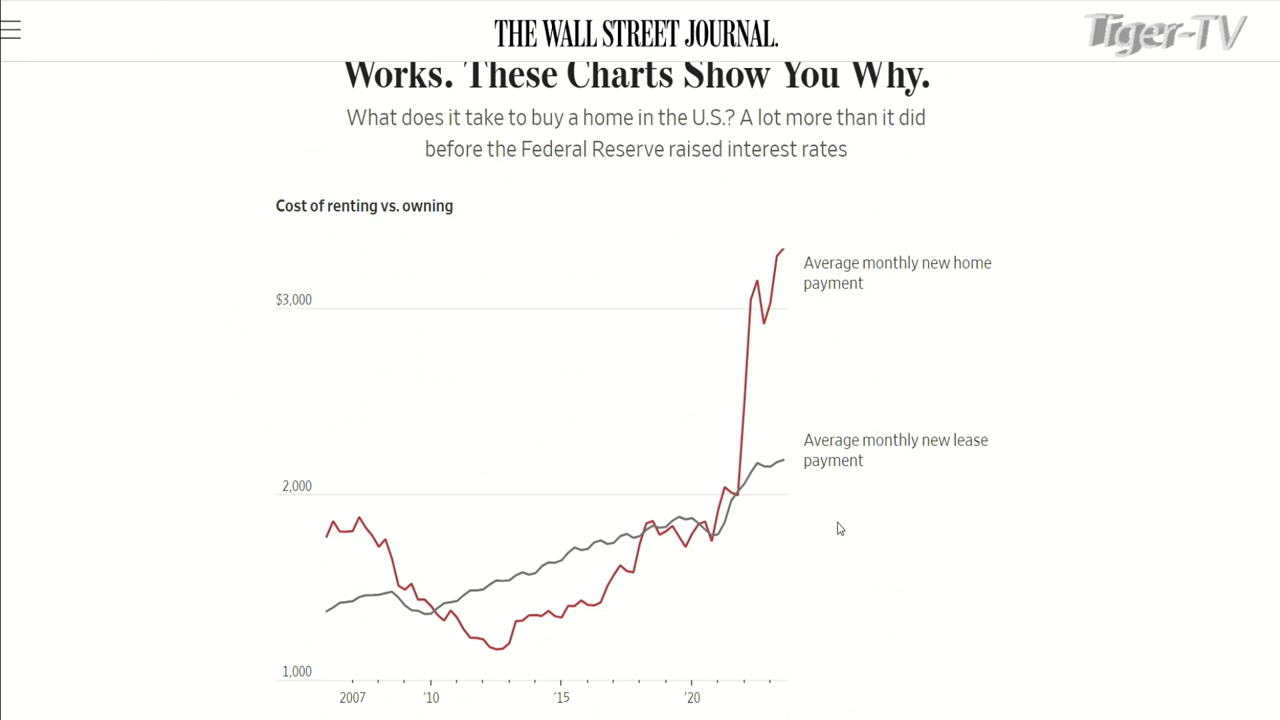 THE WALL STREET JOURNAL.
Tiger-TV
Works. These Charts Show You Why.
What does it take to buy a home in the U.S.? A lot more than it did
before the Federal Reserve raised interest rates
Cost of renting vs. owning
Average monthly new home
payment
$3,000
Average monthly new lease
payment
2,000
1,000
2007 '10 '15 '20